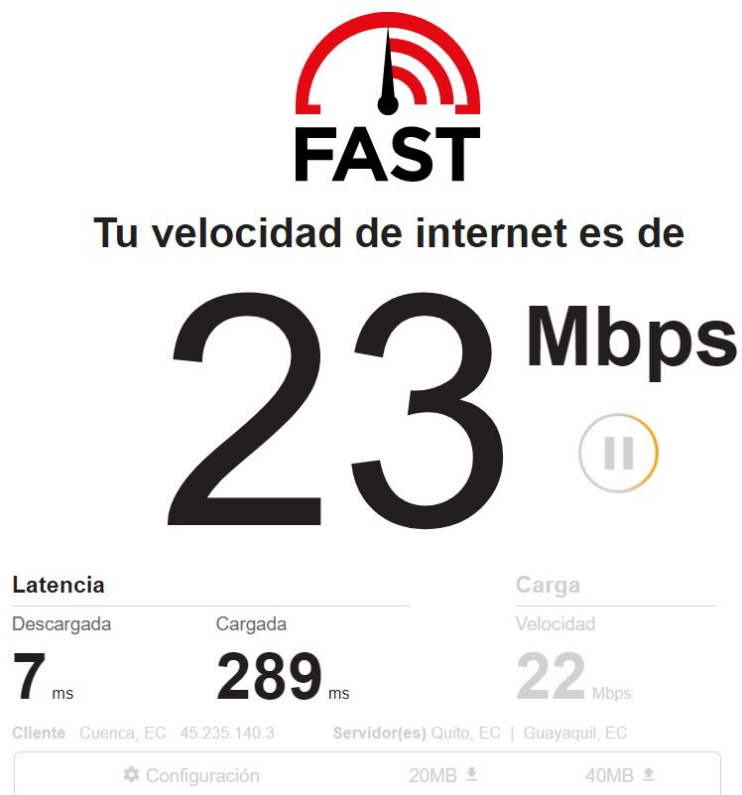 FAST
Tu velocidad de internet es de
23 Mbps
Latencia Carga
Descargada Cargada Velocidad
7 ms 289 ms 22 Mbps
Cliente Cuenca, EC 45.235.140.3 Servidor(es) Quito, EC | Guayaquil, EC
Configuración 20MB 40MB